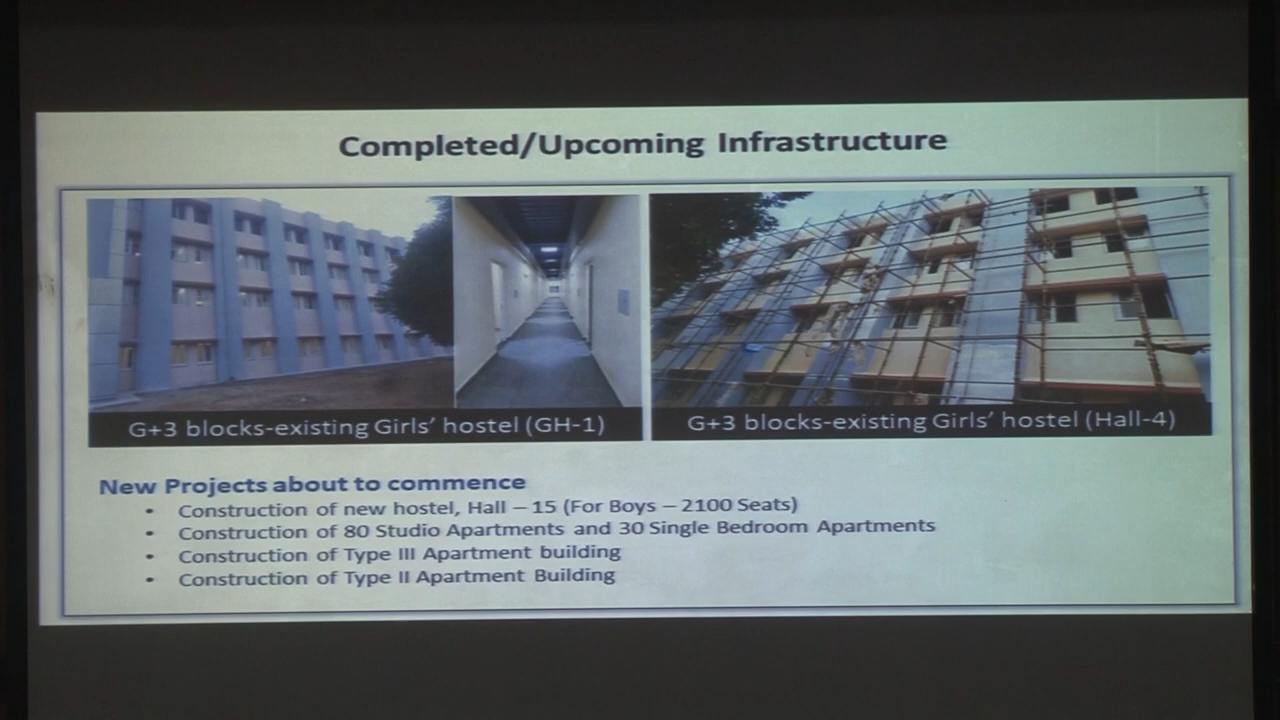 Completed/Upcoming Infrastructure
G+3 blocks-existing Girls' hostel (GH-1)
G+3 blocks-existing Girls' hostel (Hall-4)
New Projects about to commence
• Construction of new hostel, Hall – 15 (For Boys – 2100 Seats)
• Construction of 80 Studio Apartments and 30 Single Bedroom Apartments
• Construction of Type III Apartment building
• Construction of Type II Apartment Building